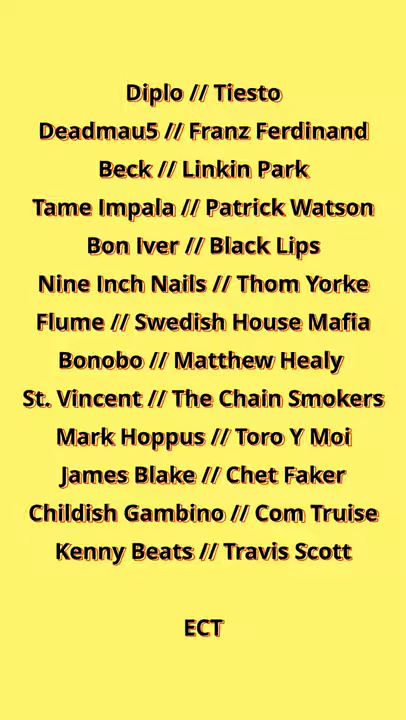 Diplo // Tiesto
Deadmau5 // Franz Ferdinand
Beck // Linkin Park
Tame Impala // Patrick Watson
Bon Iver // Black Lips
Nine Inch Nails // Thom Yorke
Flume // Swedish House Mafia
Bonobo // Matthew Healy
St. Vincent // The Chain Smokers
Mark Hoppus // Toro Y Moi
James Blake // Chet Faker
Childish Gambino // Com Truise
Kenny Beats // Travis Scott
ECT